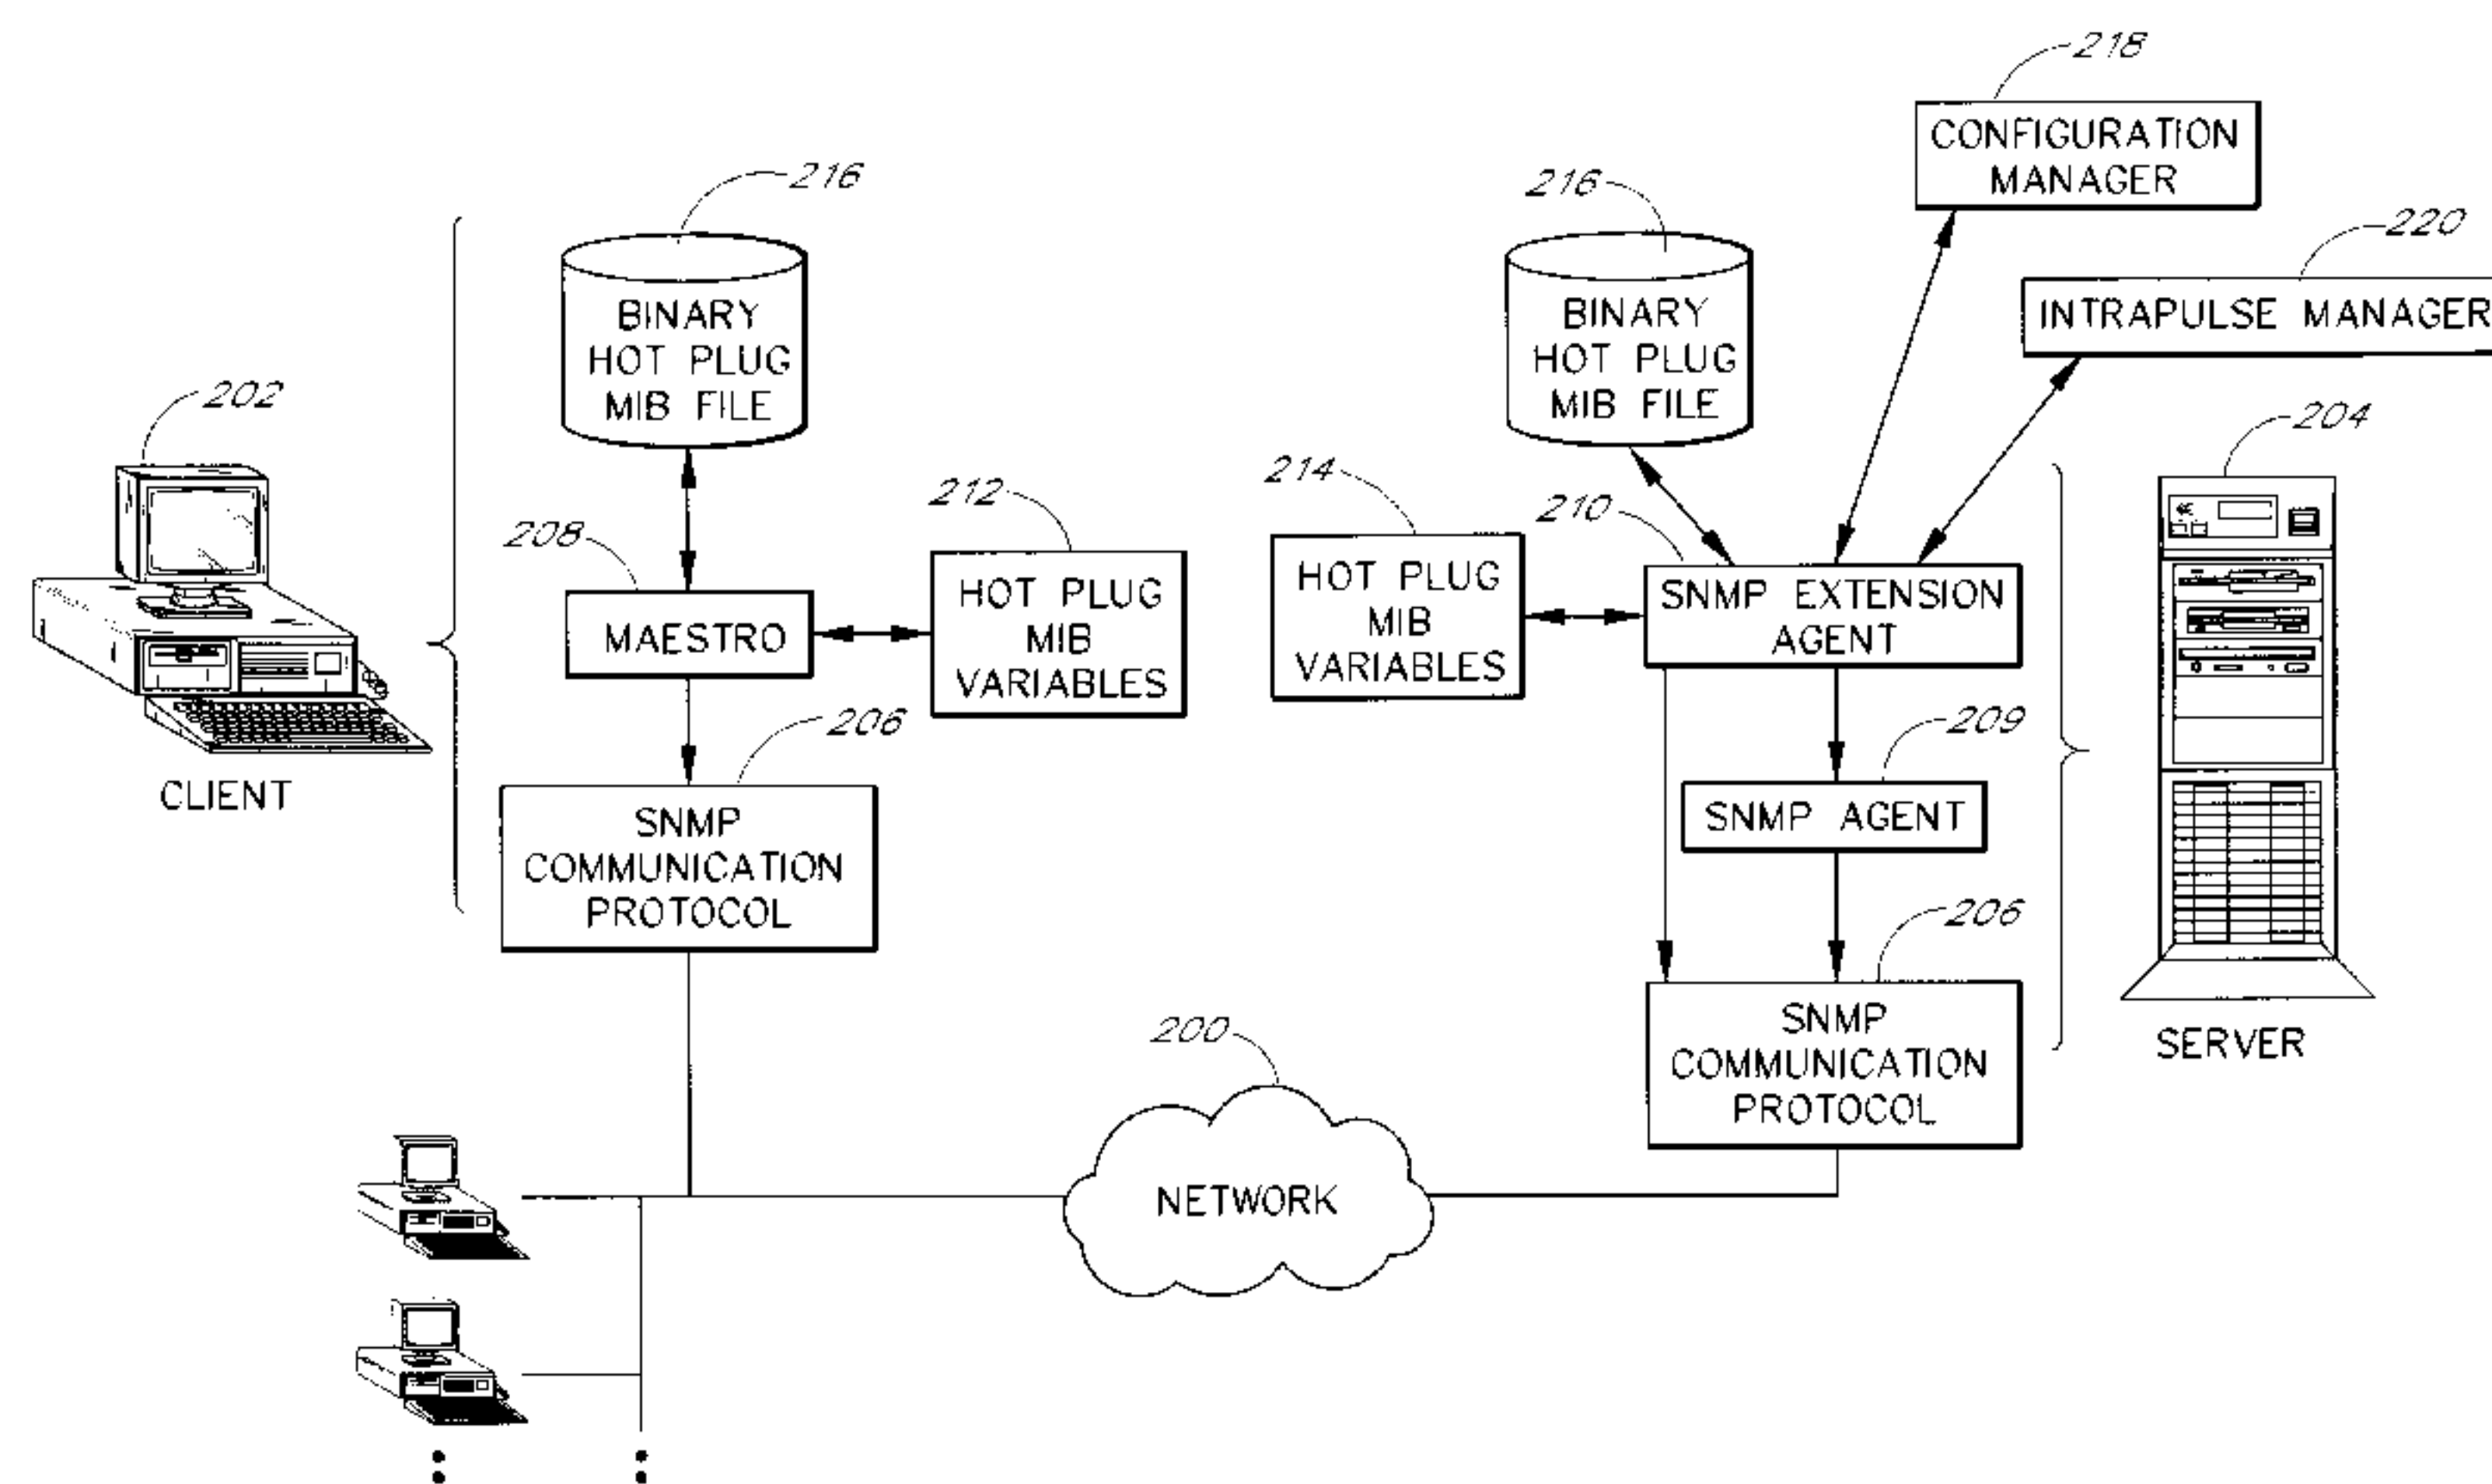 218
CONFIGURATION
MANAGER
216
BINARY
HOT PLUG
MIB FILE
216
BINARY
HOT PLUG
MIB FILE
220
INTRAPULSE MANAGER
202
CLIENT
208
MAESTRO
212
HOT PLUG
MIB
VARIABLES
214
HOT PLUG
MIB
VARIABLES
210
SNMP EXTENSION
AGENT
204
SERVER
206
SNMP
COMMUNICATION
PROTOCOL
209
SNMP AGENT
206
SNMP
COMMUNICATION
PROTOCOL
200
NETWORK